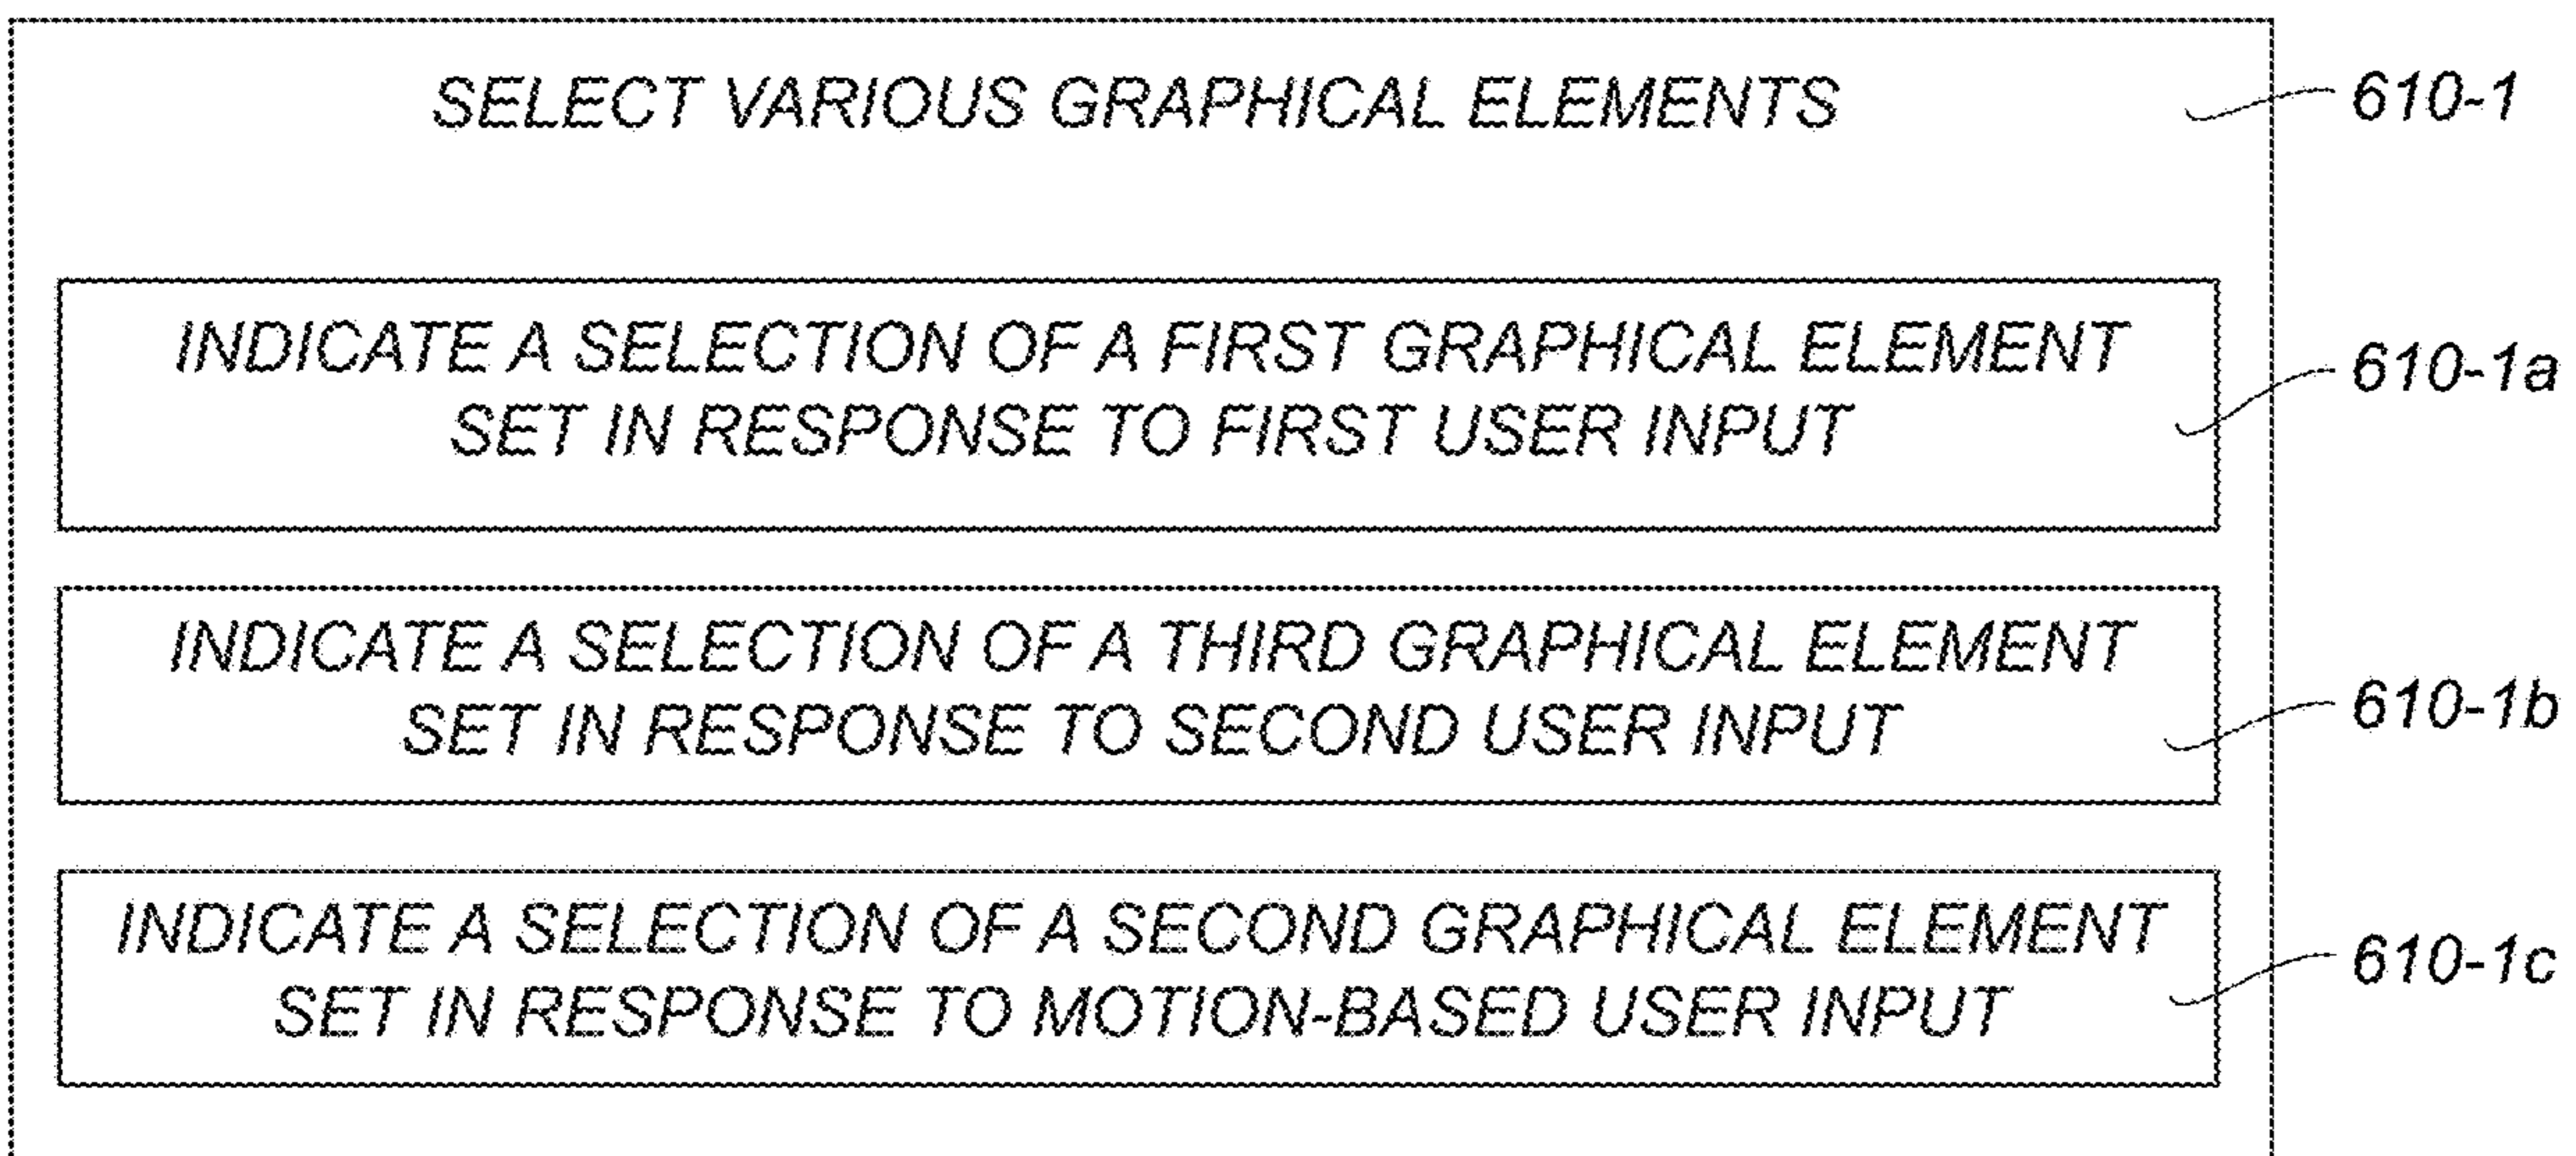 SELECT VARIOUS GRAPHICAL ELEMENTS
610-1
INDICATE A SELECTION OF A FIRST GRAPHICAL ELEMENT
SET IN RESPONSE TO FIRST USER INPUT
610-1a
INDICATE A SELECTION OF A THIRD GRAPHICAL ELEMENT
SET IN RESPONSE TO SECOND USER INPUT
610-1b
INDICATE A SELECTION OF A SECOND GRAPHICAL ELEMENT
SET IN RESPONSE TO MOTION-BASED USER INPUT
610-1c